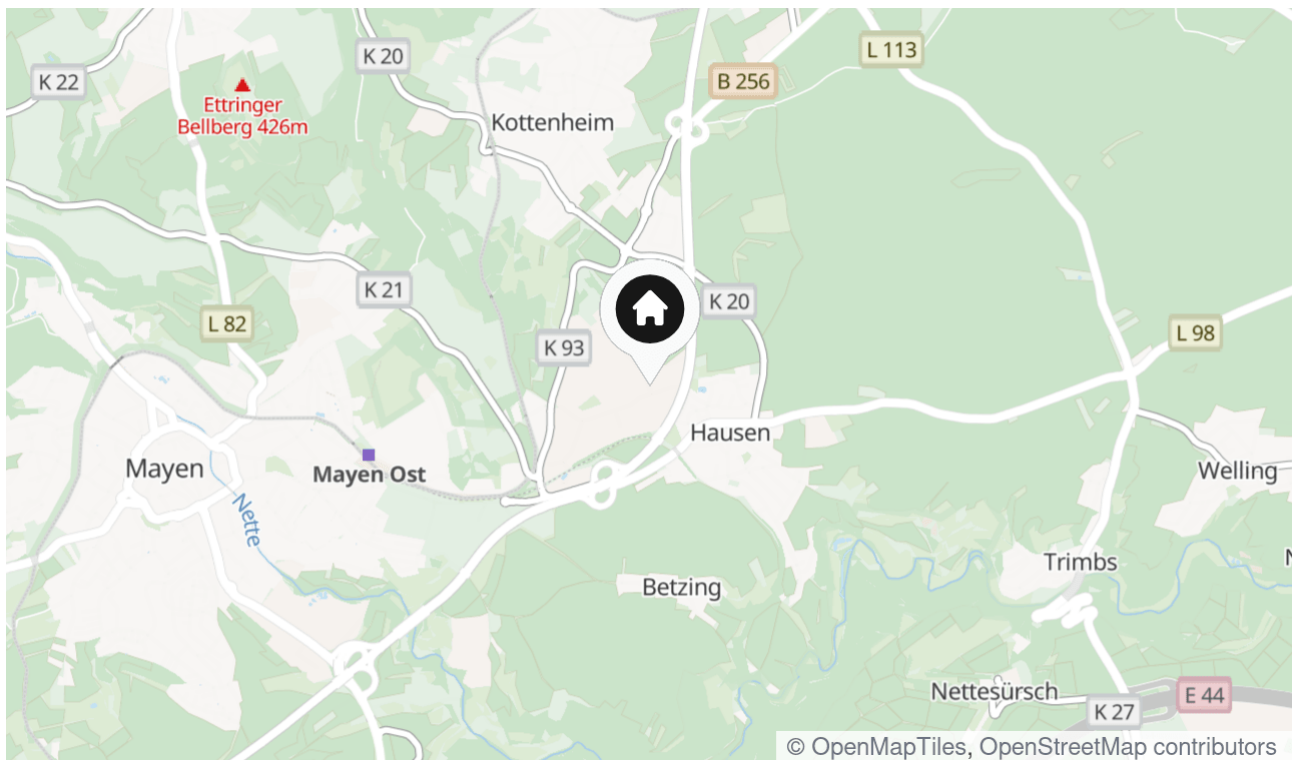 L 113
K 20
B 256
K 22
Ettringer
Bellberg 426m
Kottenheim
K 21
K 20
L 82
L 98
K 93
Hausen
Mayen
Mayen Ost
Welling
Nette
Trimbs
Betzing
Nettesürsch
E 44
K 27
© OpenMapTiles, OpenStreetMap contributors